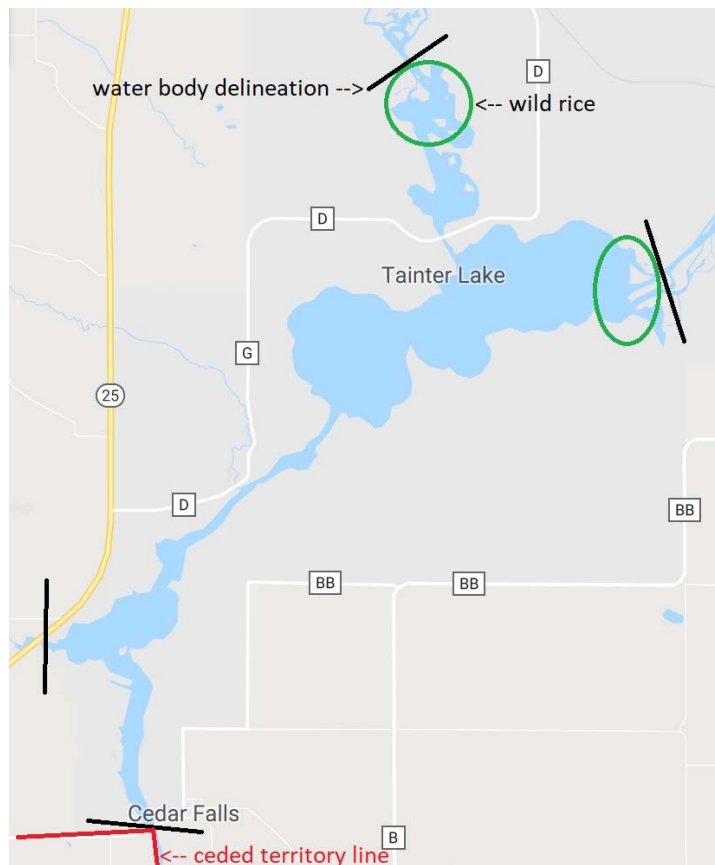 D
water body delineation -->
<-- wild rice
D
Tainter Lake
G
25
D
BB
BB
BB
Cedar Falls
B
<-- ceded territory line